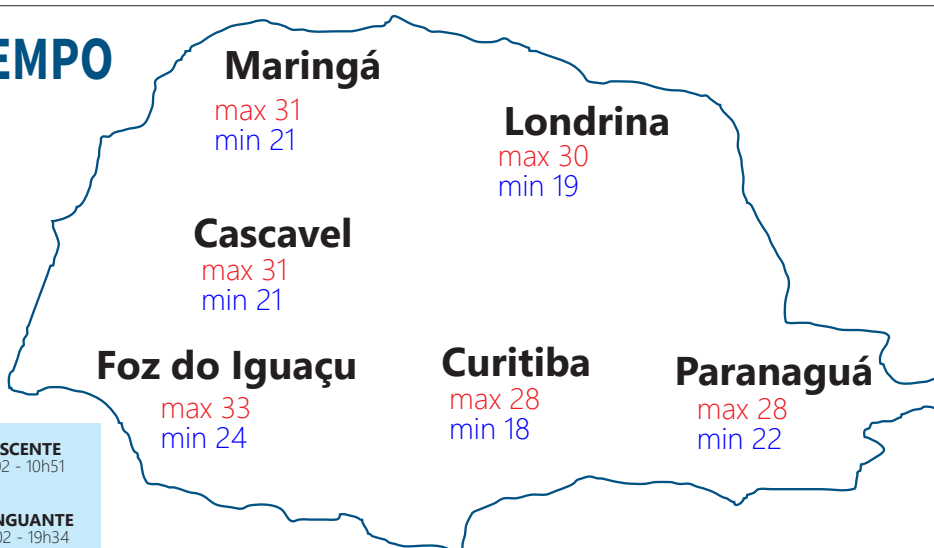 EMPO
Maringá
max 31
min 21
Londrina
max 30
min 19
Cascavel
max 31
min 21
Foz do Iguaçu
max 33
min 24
Curitiba
max 28
min 18
Paranaguá
max 28
min 22
SCENTE
02 - 10h51
NGUANTE
02 - 19h34